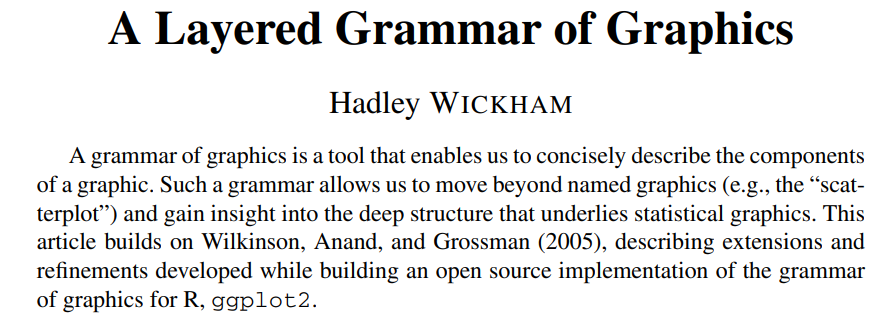 A Layered Grammar of Graphics
Hadley WICKHAM
A grammar of graphics is a tool that enables us to concisely describe the components
of a graphic. Such a grammar allows us to move beyond named graphics (e.g., the “scat-
terplot”) and gain insight into the deep structure that underlies statistical graphics. This
article builds on Wilkinson, Anand, and Grossman (2005), describing extensions and
refinements developed while building an open source implementation of the grammar
of graphics for R, ggplot2.